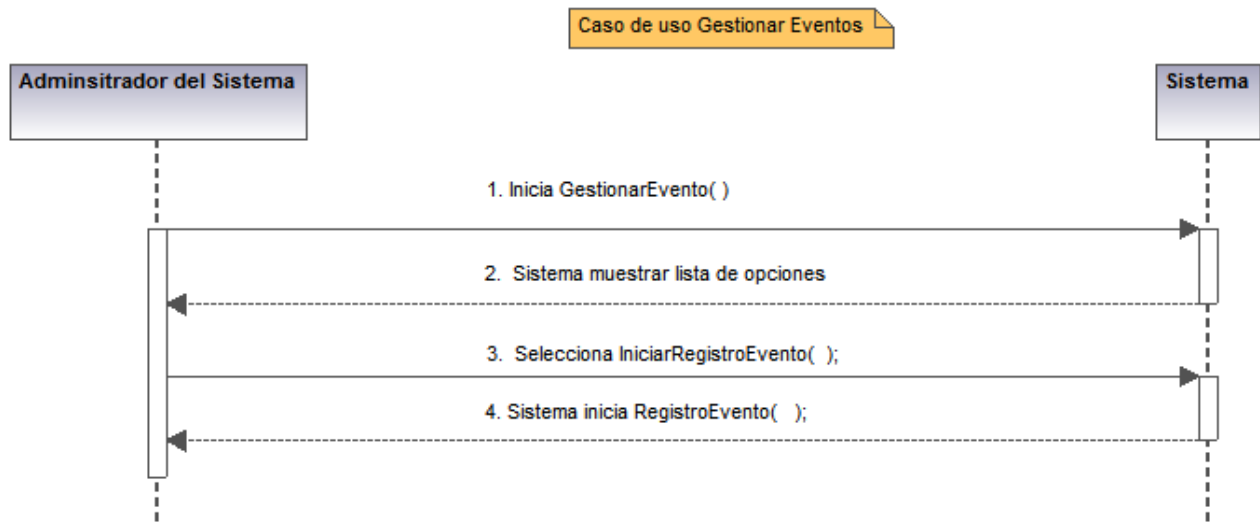 Caso de uso Gestionar Eventos
Adminsitrador del Sistema
Sistema
1. Inicia GestionarEvento( )
2. Sistema muestrar lista de opciones
3. Selecciona IniciarRegistroEvento( );
4. Sistema inicia RegistroEvento( );